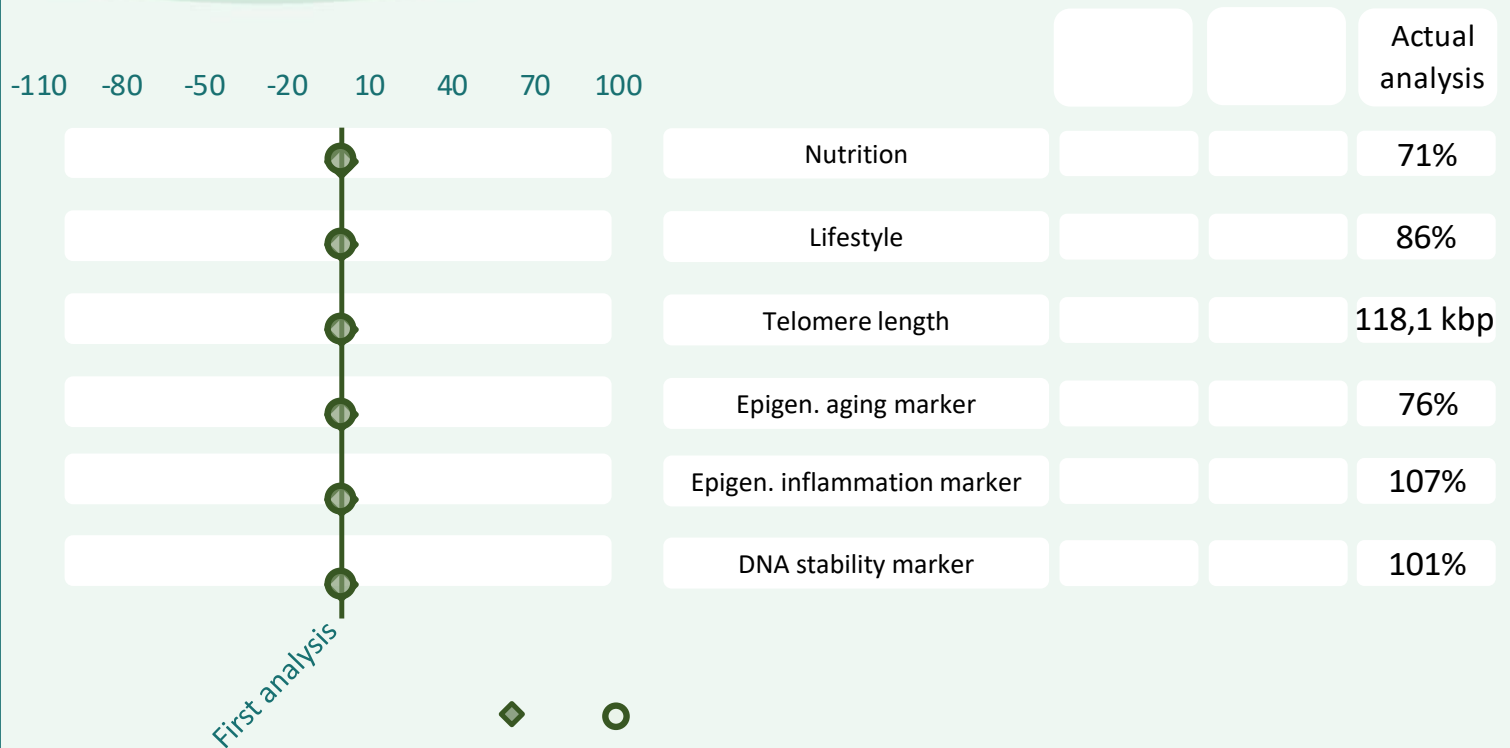 Actual
analysis
-110 -80 -50 -20 10 40 70 100
Nutrition 71%
Lifestyle 86%
Telomere length 118,1 kbp
Epigen. aging marker 76%
Epigen. inflammation marker 107%
DNA stability marker 101%
First analysis